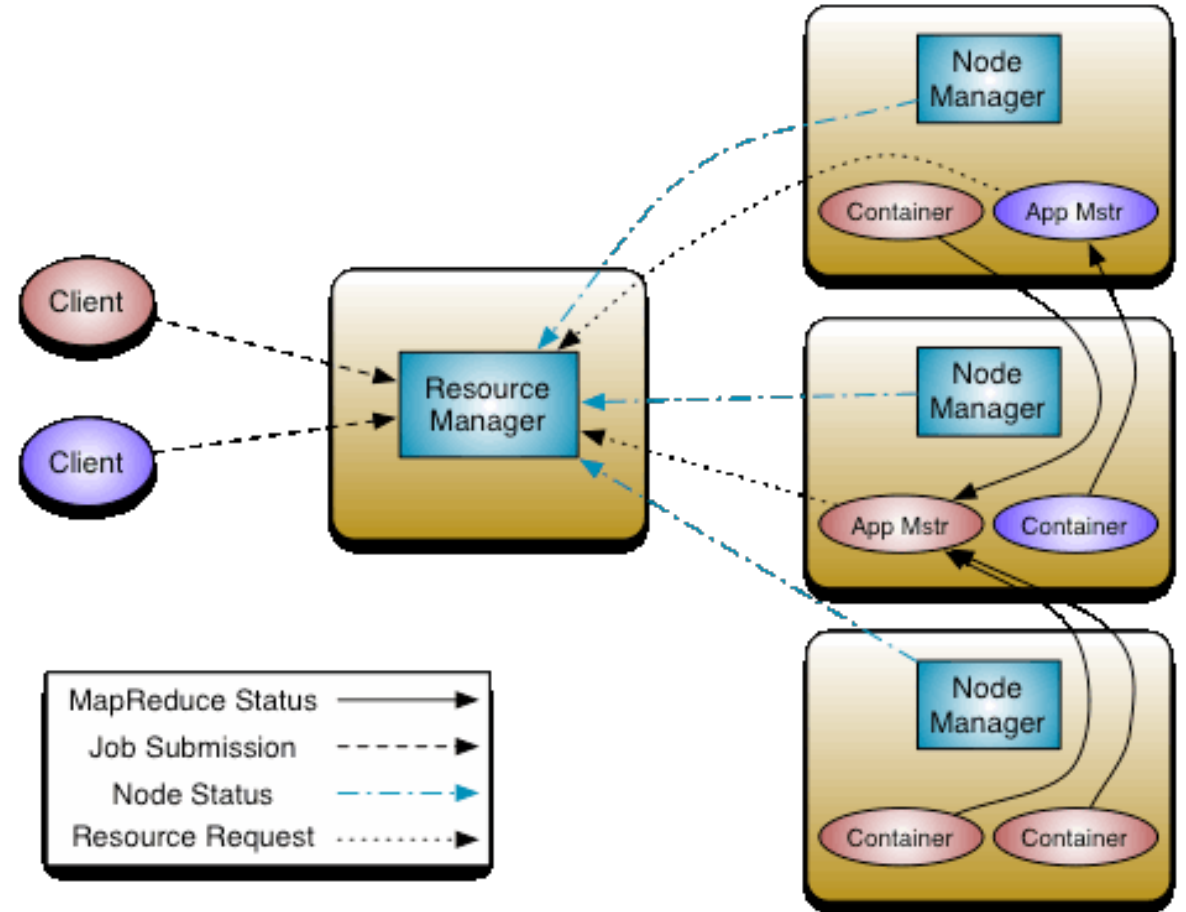 Client
Client
Resource
Manager
Node
Manager
Container
App Mstr
Node
Manager
App Mstr
Container
Node
Manager
Container
Container
MapReduce Status
Job Submission
Node Status
Resource Request